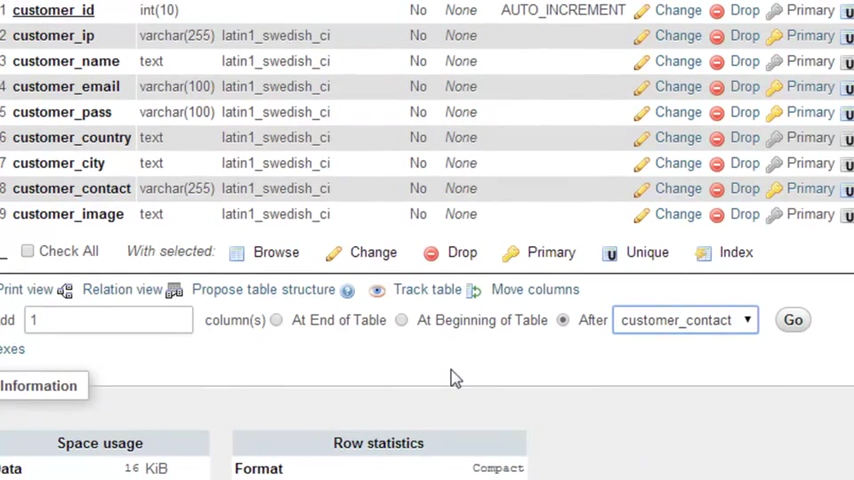 1 customer_id int(10) No None AUTO_INCREMENT Change Drop Primary
2 customer_ip varchar(255) latin1_swedish_ci No None Change Drop Primary U
3 customer_name text latin1_swedish_ci No None Change Drop Primary U
4 customer_email varchar(100) latin1_swedish_ci No None Change Drop Primary U
5 customer_pass varchar(100) latin1_swedish_ci No None Change Drop Primary U
6 customer_country text latin1_swedish_ci No None Change Drop Primary U
7 customer_city text latin1_swedish_ci No None Change Drop Primary U
8 customer_contact varchar(255) latin1_swedish_ci No None Change Drop Primary U
9 customer_image text latin1_swedish_ci No None Change Drop Primary U
Check All With selected: Browse Change Drop Primary U Unique Index
Print view Relation view Propose table structure Track table Move columns
dd 1 column(s) At End of Table At Beginning of Table After customer_contact Go
exes
Information
Space usage Row statistics
ata 16 KiB Format Compact